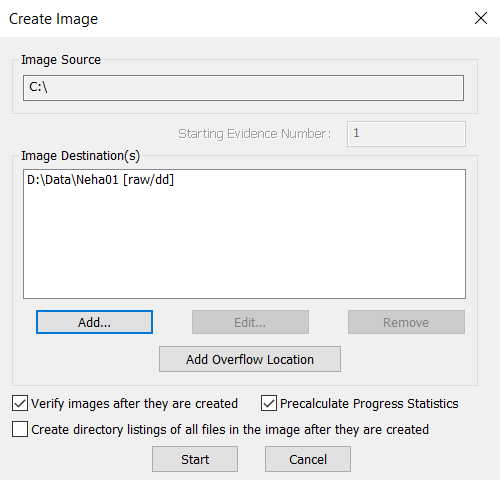 Create Image
Image Source
C:\
Starting Evidence Number:
1
Image Destination(s)
D:\Data\Neha01 [raw/dd]
Add...
Edit...
Remove
Add Overflow Location
Verify images after they are created
Precalculate Progress Statistics
Create directory listings of all files in the image after they are created
Start
Cancel